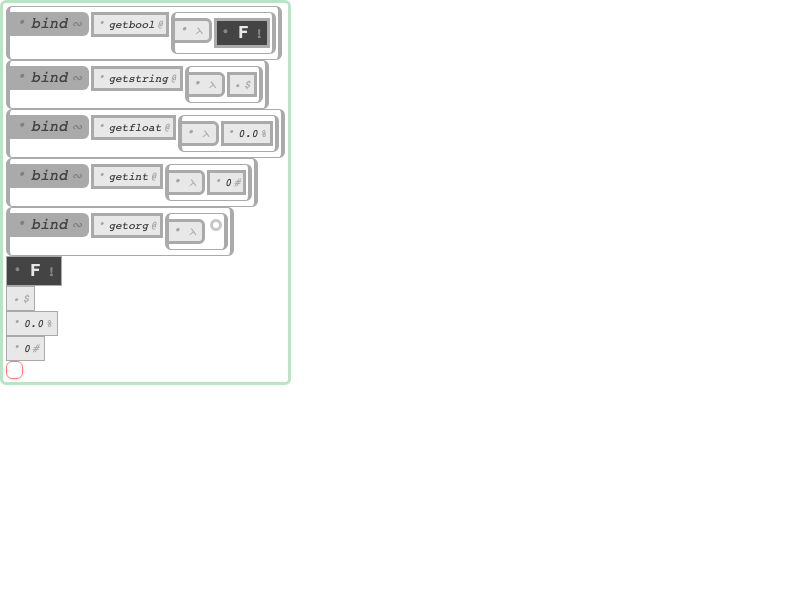 • bind ∾ • getbool @ • λ • F !
• bind ∾ • getstring @ • λ • $
• bind ∾ • getfloat @ • λ • 0.0 %
• bind ∾ • getint @ • λ • 0 #
• bind ∾ • getorg @ • λ
• F !
• $
• 0.0 %
• 0 #